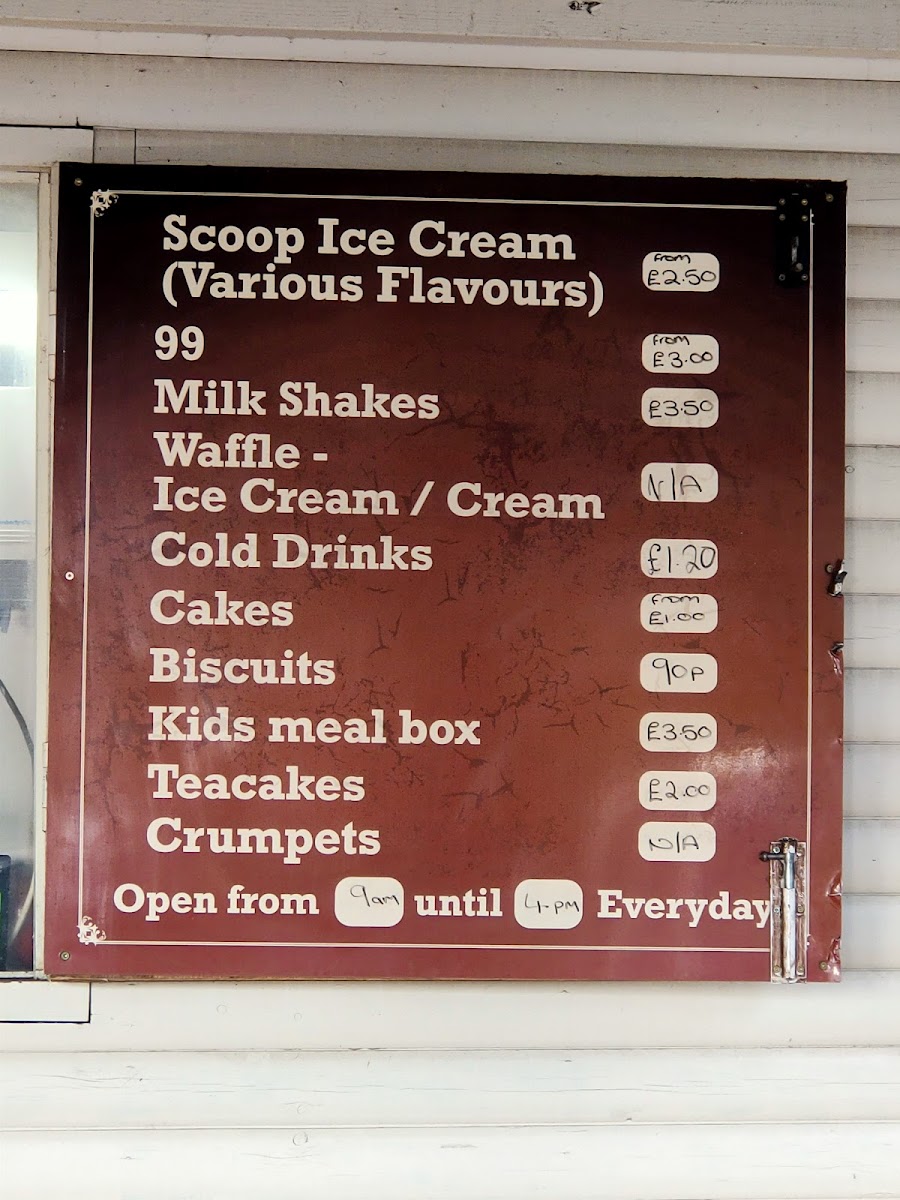 Scoop Ice Cream
(Various Flavours) from £2.50
99 from £3.00
Milk Shakes £3.50
Waffle -
Ice Cream / Cream N/A
Cold Drinks £1.20
Cakes from £1.00
Biscuits 90p
Kids meal box £3.50
Teacakes £2.00
Crumpets N/A
Open from 9am until 4-pm Everyday